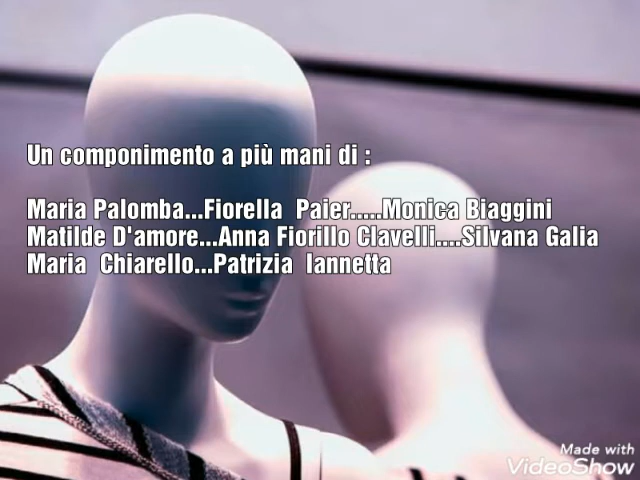 Un componimento a più mani di :
Maria Palomba...Fiorella Paier.....Monica Biaggini
Matilde D'amore...Anna Fiorillo Clavelli....Silvana Galia
Maria Chiarello...Patrizia Iannetta
Made with
VideoShow